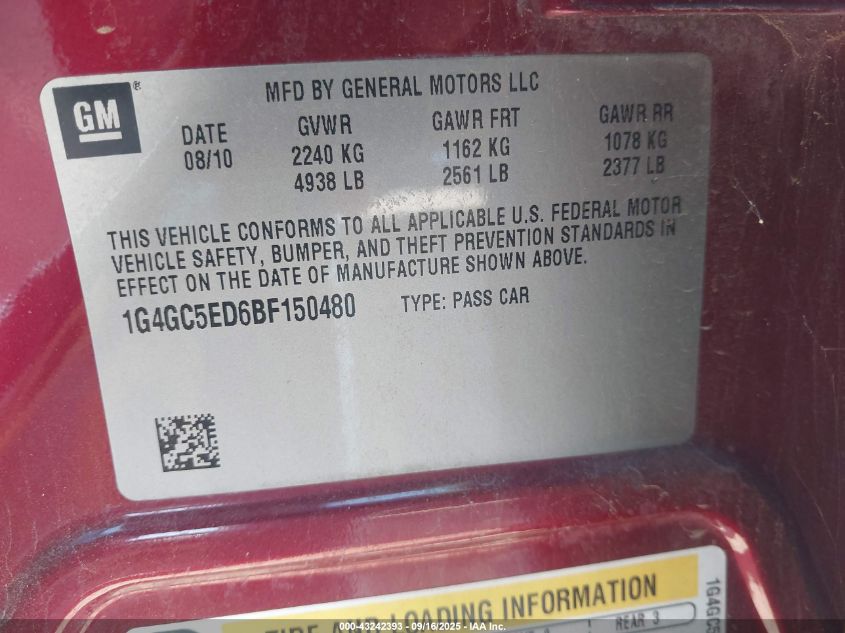 GM®
MFD BY GENERAL MOTORS LLC
DATE GVWR GAWR FRT GAWR RR
08/10 2240 KG 1162 KG 1078 KG
4938 LB 2561 LB 2377 LB
THIS VEHICLE CONFORMS TO ALL APPLICABLE U.S. FEDERAL MOTOR
VEHICLE SAFETY, BUMPER, AND THEFT PREVENTION STANDARDS IN
EFFECT ON THE DATE OF MANUFACTURE SHOWN ABOVE.
1G4GC5ED6BF150480 TYPE: PASS CAR
TIRE AND LOADING INFORMATION
REAR 3
1G4GC5
000-43242393 - 09/16/2025 - IAA Inc.